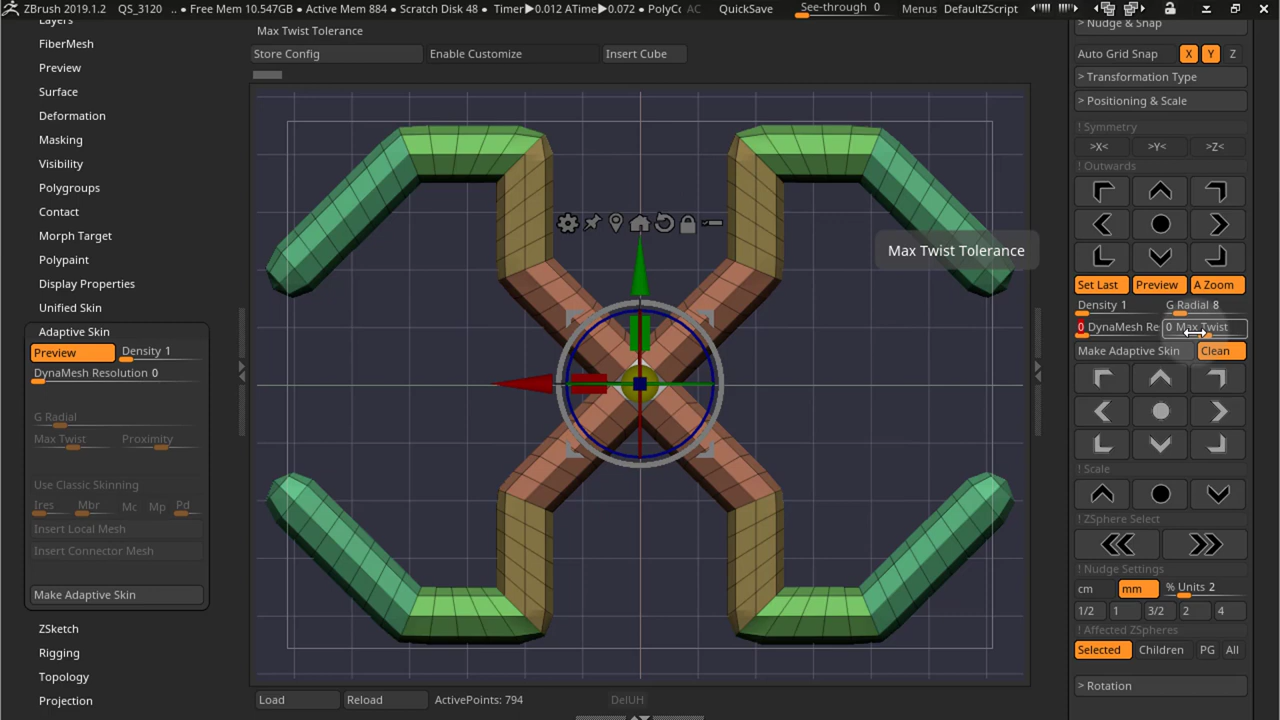 ZBrush 2019.1.2 QS_3120 .. • Free Mem 10.547GB • Active Mem 884 • Scratch Disk 48 • Timer▶0.012 ATime▶0.072 • PolyCo AC QuickSave See-through 0 Menus DefaultZScript
Layers
FiberMesh
Preview
Surface
Deformation
Masking
Visibility
Polygroups
Contact
Morph Target
Polypaint
Display Properties
Unified Skin
Adaptive Skin
Preview Density 1
DynaMesh Resolution 0
G Radial
Max Twist Proximity
Use Classic Skinning
Ires Mbr Mc Mp Pd
Insert Local Mesh
Insert Connector Mesh
Make Adaptive Skin
ZSketch
Rigging
Topology
Projection
Max Twist Tolerance
Store Config Enable Customize Insert Cube
Max Twist Tolerance
Load Reload ActivePoints: 794 DelUH
> Nudge & Snap
Auto Grid Snap X Y Z
> Transformation Type
> Positioning & Scale
! Symmetry
>X< >Y< >Z<
! Outwards
Set Last Preview A Zoom
Density 1 G Radial 8
0 DynaMesh Re 0 Max Twist
Make Adaptive Skin Clean
! Scale
! ZSphere Select
! Nudge Settings
cm mm % Units 2
1/2 1 3/2 2 4
! Affected ZSpheres
Selected Children PG All
> Rotation